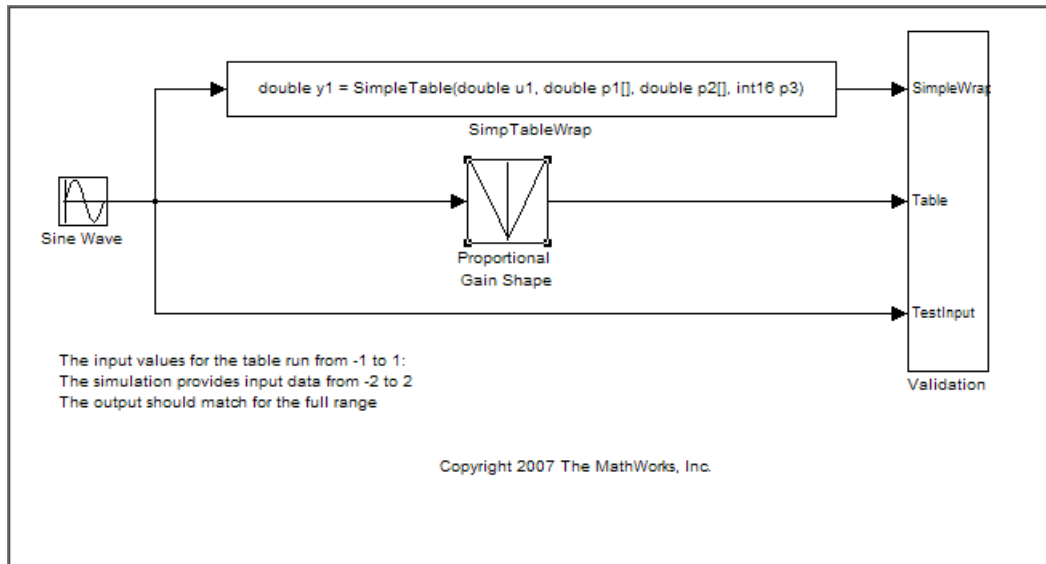 double y1 = SimpleTable(double u1, double p1[], double p2[], int16 p3)
SimpTableWrap
SimpleWrap
Sine Wave
Proportional
Gain Shape
Table
TestInput
Validation
The input values for the table run from -1 to 1:
The simulation provides input data from -2 to 2
The output should match for the full range
Copyright 2007 The MathWorks, Inc.